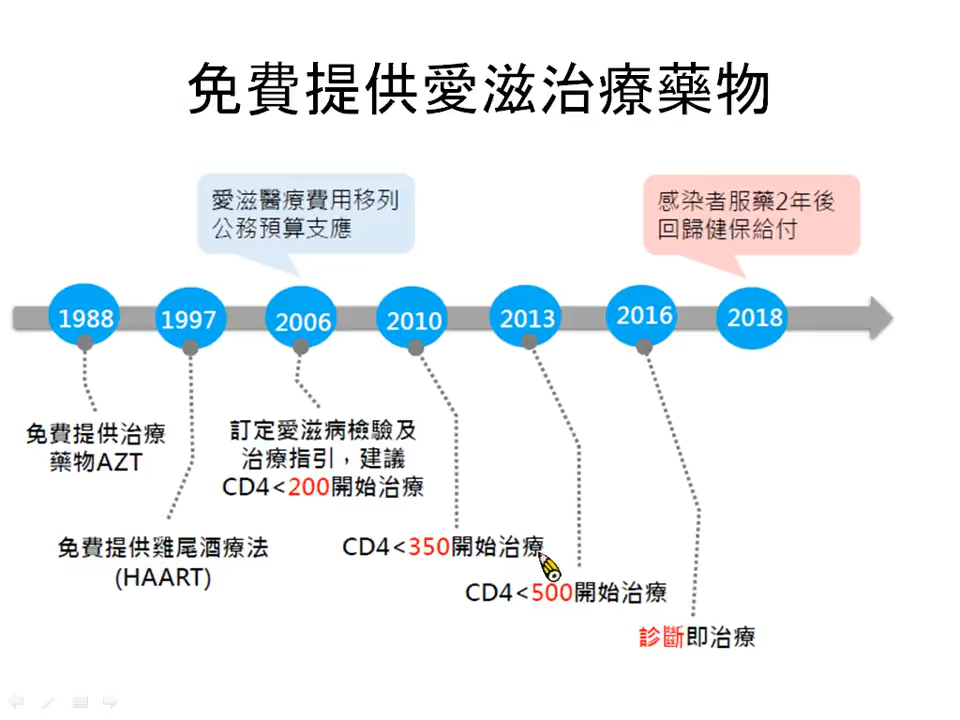 免費提供愛滋治療藥物
愛滋醫療費用移列
公務預算支應
感染者服藥2年後
回歸健保給付
1988
1997
2006
2010
2013
2016
2018
免費提供治療
藥物AZT
免費提供雞尾酒療法
(HAART)
訂定愛滋病檢驗及
治療指引，建議
CD4<200開始治療
CD4<350開始治療
CD4<500開始治療
診斷即治療